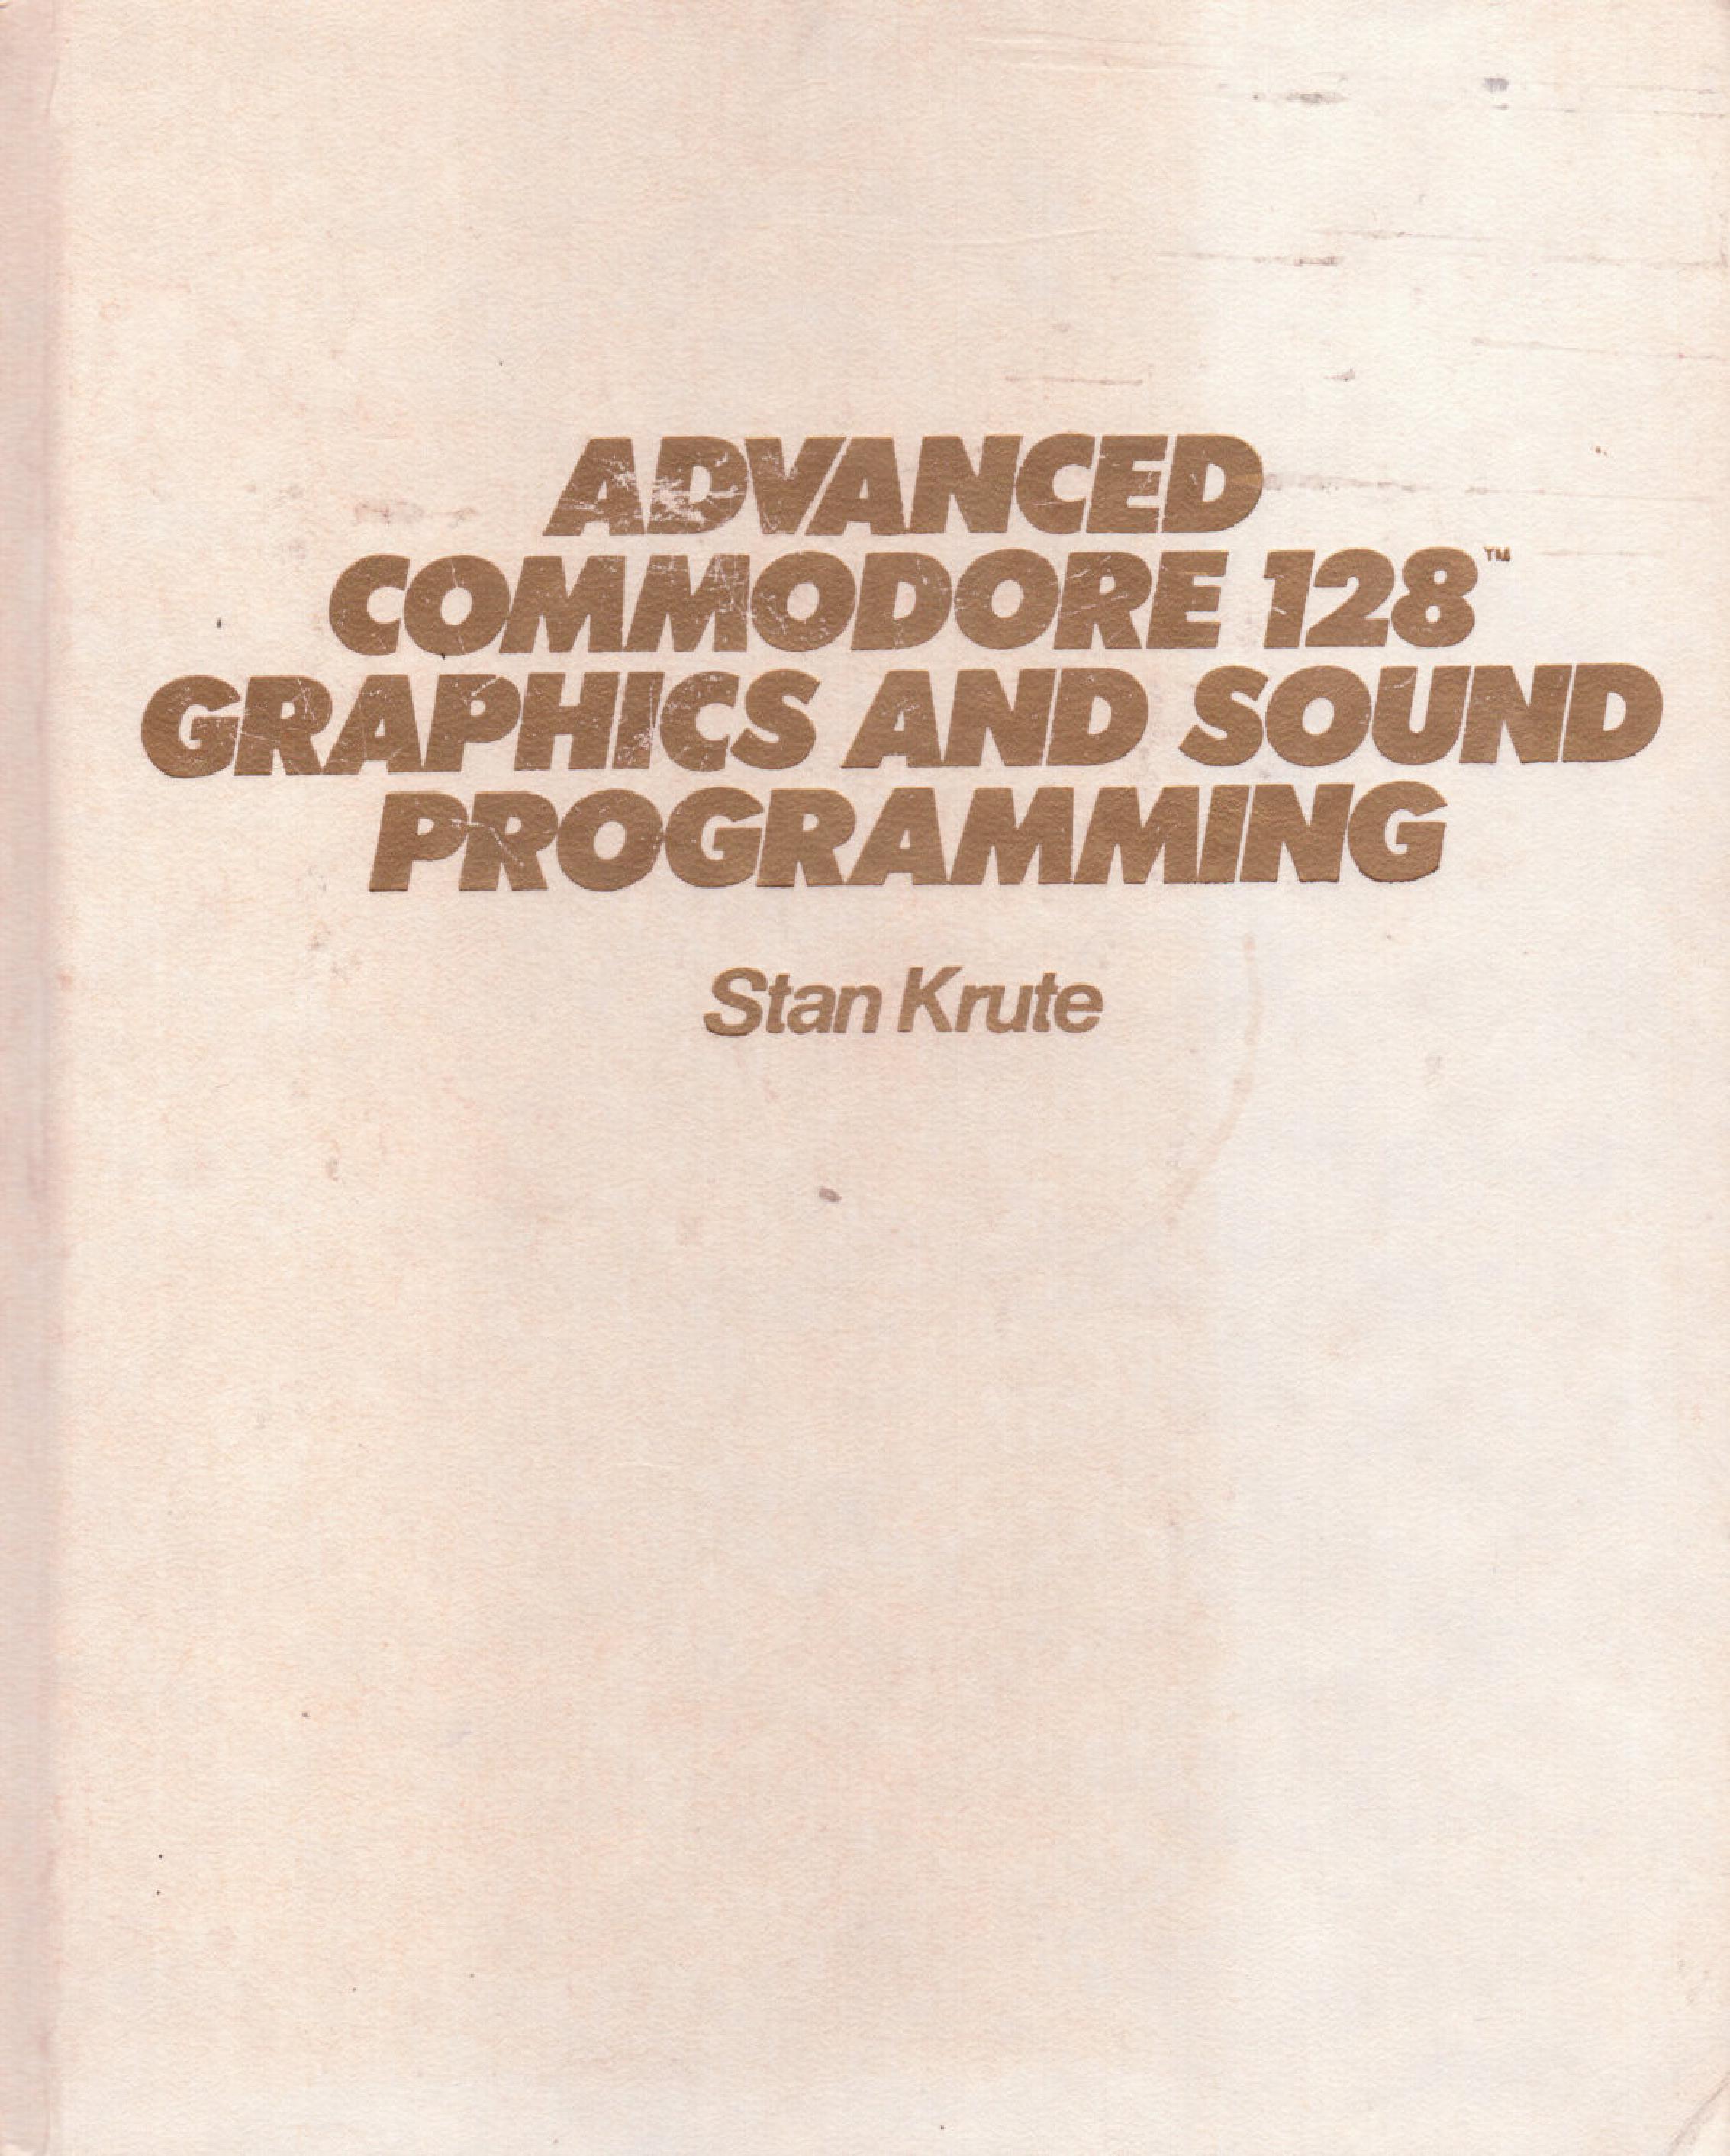 ADVANCED
COMMODORE 128™
GRAPHICS AND SOUND
PROGRAMMING
Stan Krute